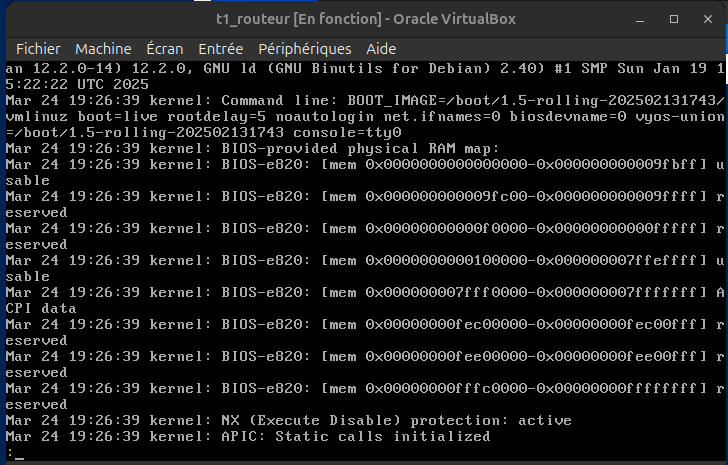 t1_routeur [En fonction] - Oracle VirtualBox
Fichier Machine Écran Entrée Périphériques Aide
an 12.2.0-14) 12.2.0, GNU ld (GNU Binutils for Debian) 2.40) #1 SMP Sun Jan 19 1
5:22:22 UTC 2025
Mar 24 19:26:39 kernel: Command line: BOOT_IMAGE=/boot/1.5-rolling-202502131743/
vmlinuz boot=live rootdelay=5 noautologin net.ifnames=0 biosdevname=0 vyos-union
=/boot/1.5-rolling-202502131743 console=tty0
Mar 24 19:26:39 kernel: BIOS-provided physical RAM map:
Mar 24 19:26:39 kernel: BIOS-e820: [mem 0x0000000000000000-0x000000000009fbff] u
sable
Mar 24 19:26:39 kernel: BIOS-e820: [mem 0x000000000009fc00-0x000000000009ffff] r
eserved
Mar 24 19:26:39 kernel: BIOS-e820: [mem 0x00000000000f0000-0x00000000000fffff] r
eserved
Mar 24 19:26:39 kernel: BIOS-e820: [mem 0x0000000000100000-0x000000007ffeffff] u
sable
Mar 24 19:26:39 kernel: BIOS-e820: [mem 0x000000007fff0000-0x000000007fffffff] A
CPI data
Mar 24 19:26:39 kernel: BIOS-e820: [mem 0x00000000fec00000-0x00000000fec00fff] r
eserved
Mar 24 19:26:39 kernel: BIOS-e820: [mem 0x00000000fee00000-0x00000000fee00fff] r
eserved
Mar 24 19:26:39 kernel: BIOS-e820: [mem 0x00000000fffc0000-0x00000000ffffffff] r
eserved
Mar 24 19:26:39 kernel: NX (Execute Disable) protection: active
Mar 24 19:26:39 kernel: APIC: Static calls initialized
:_